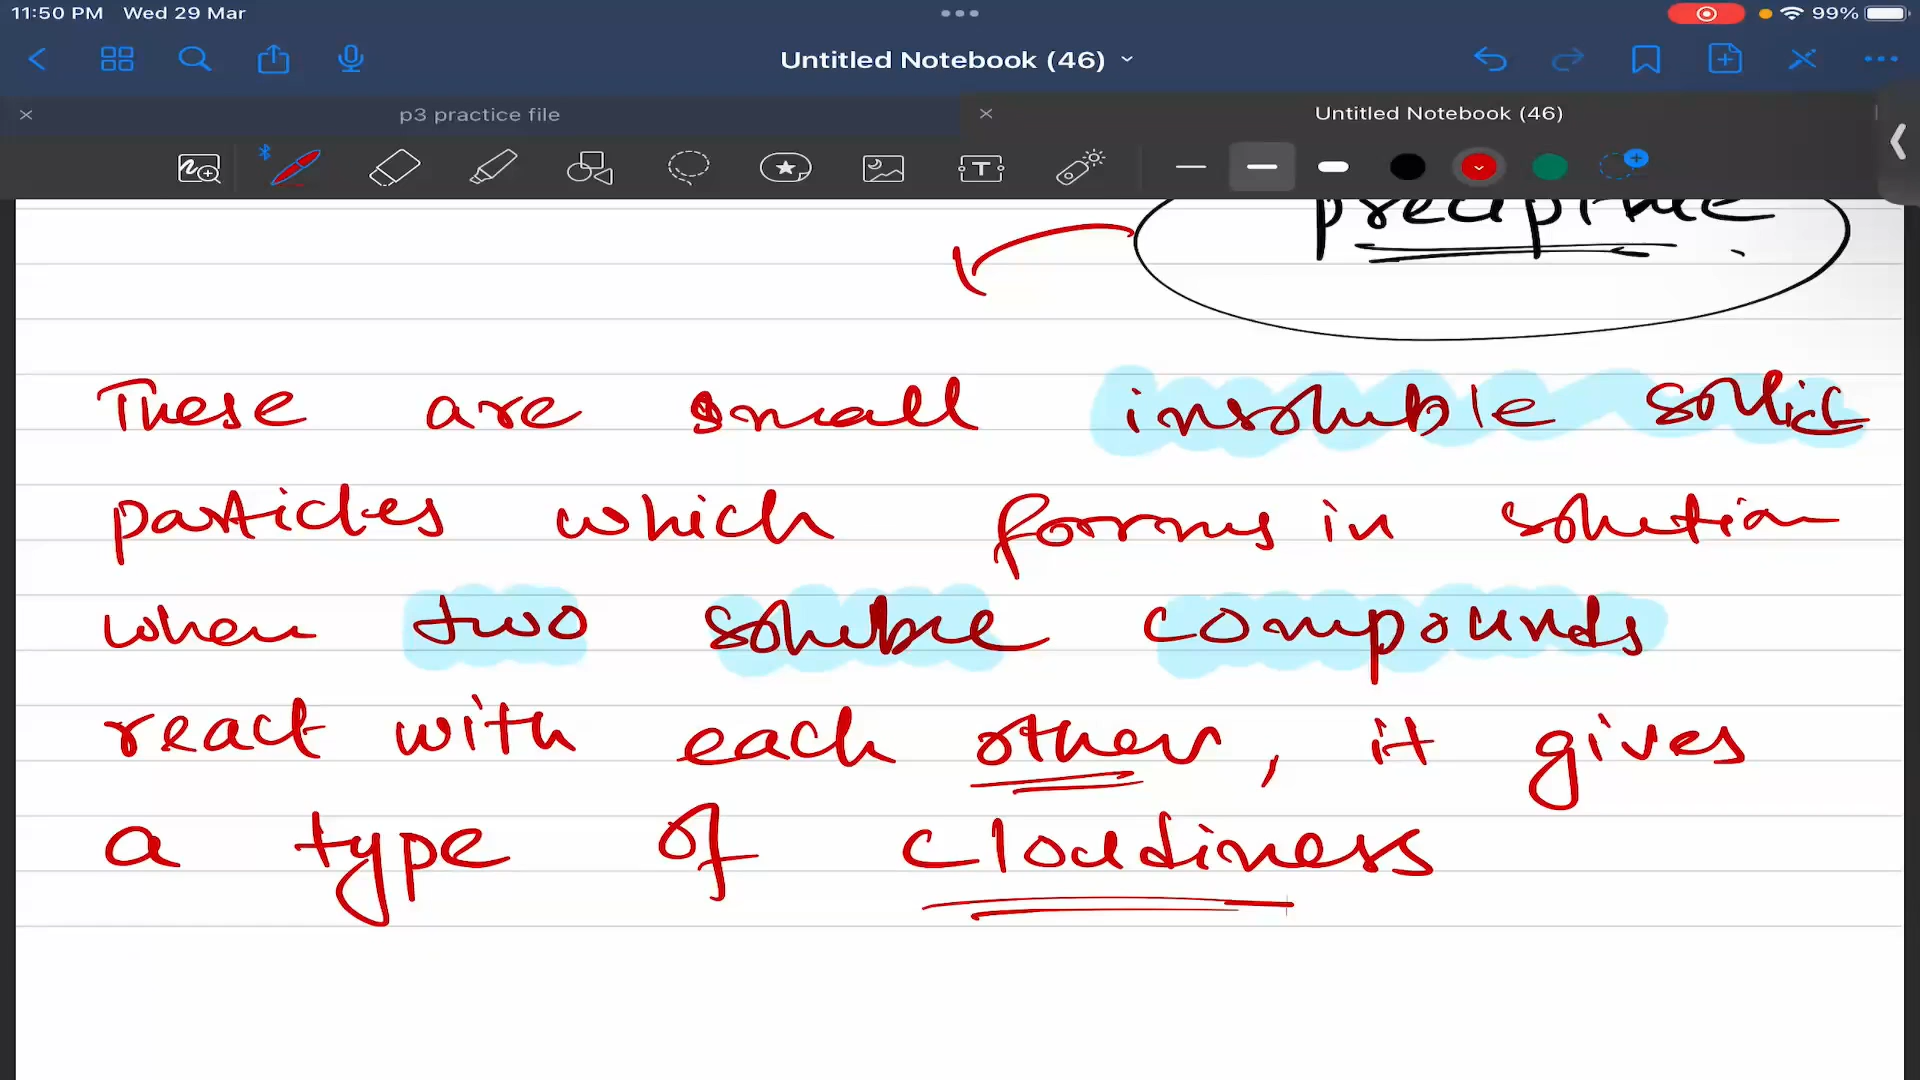 11:50 PM Wed 29 Mar
99%
Untitled Notebook (46)
p3 practice file
Untitled Notebook (46)
T
These are small insoluble solid
particles which forms in solution
when two soluble compounds
react with each other, it gives
a type of cloudiness